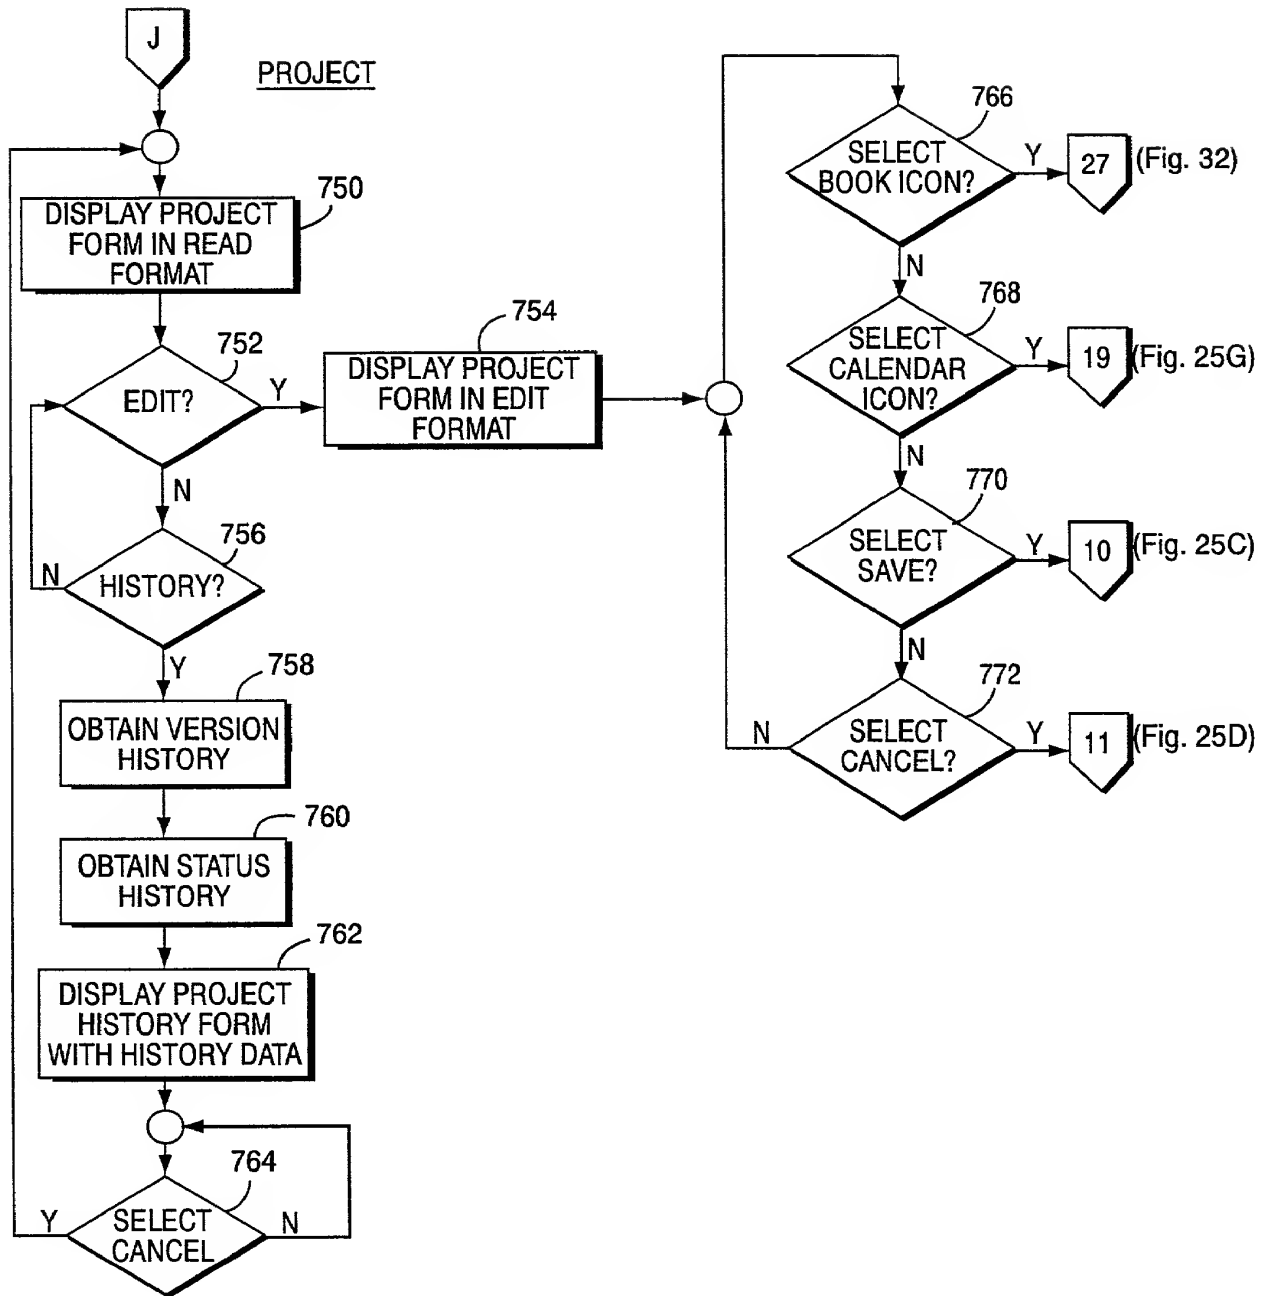 J
PROJECT
750
DISPLAY PROJECT
FORM IN READ
FORMAT
752
EDIT?
Y
N
754
DISPLAY PROJECT
FORM IN EDIT
FORMAT
756
HISTORY?
N
Y
758
OBTAIN VERSION
HISTORY
760
OBTAIN STATUS
HISTORY
762
DISPLAY PROJECT
HISTORY FORM
WITH HISTORY DATA
764
SELECT
CANCEL
Y
N
766
SELECT
BOOK ICON?
Y
27
(Fig. 32)
N
768
SELECT
CALENDAR
ICON?
Y
19
(Fig. 25G)
N
770
SELECT
SAVE?
Y
10
(Fig. 25C)
N
772
SELECT
CANCEL?
N
Y
11
(Fig. 25D)